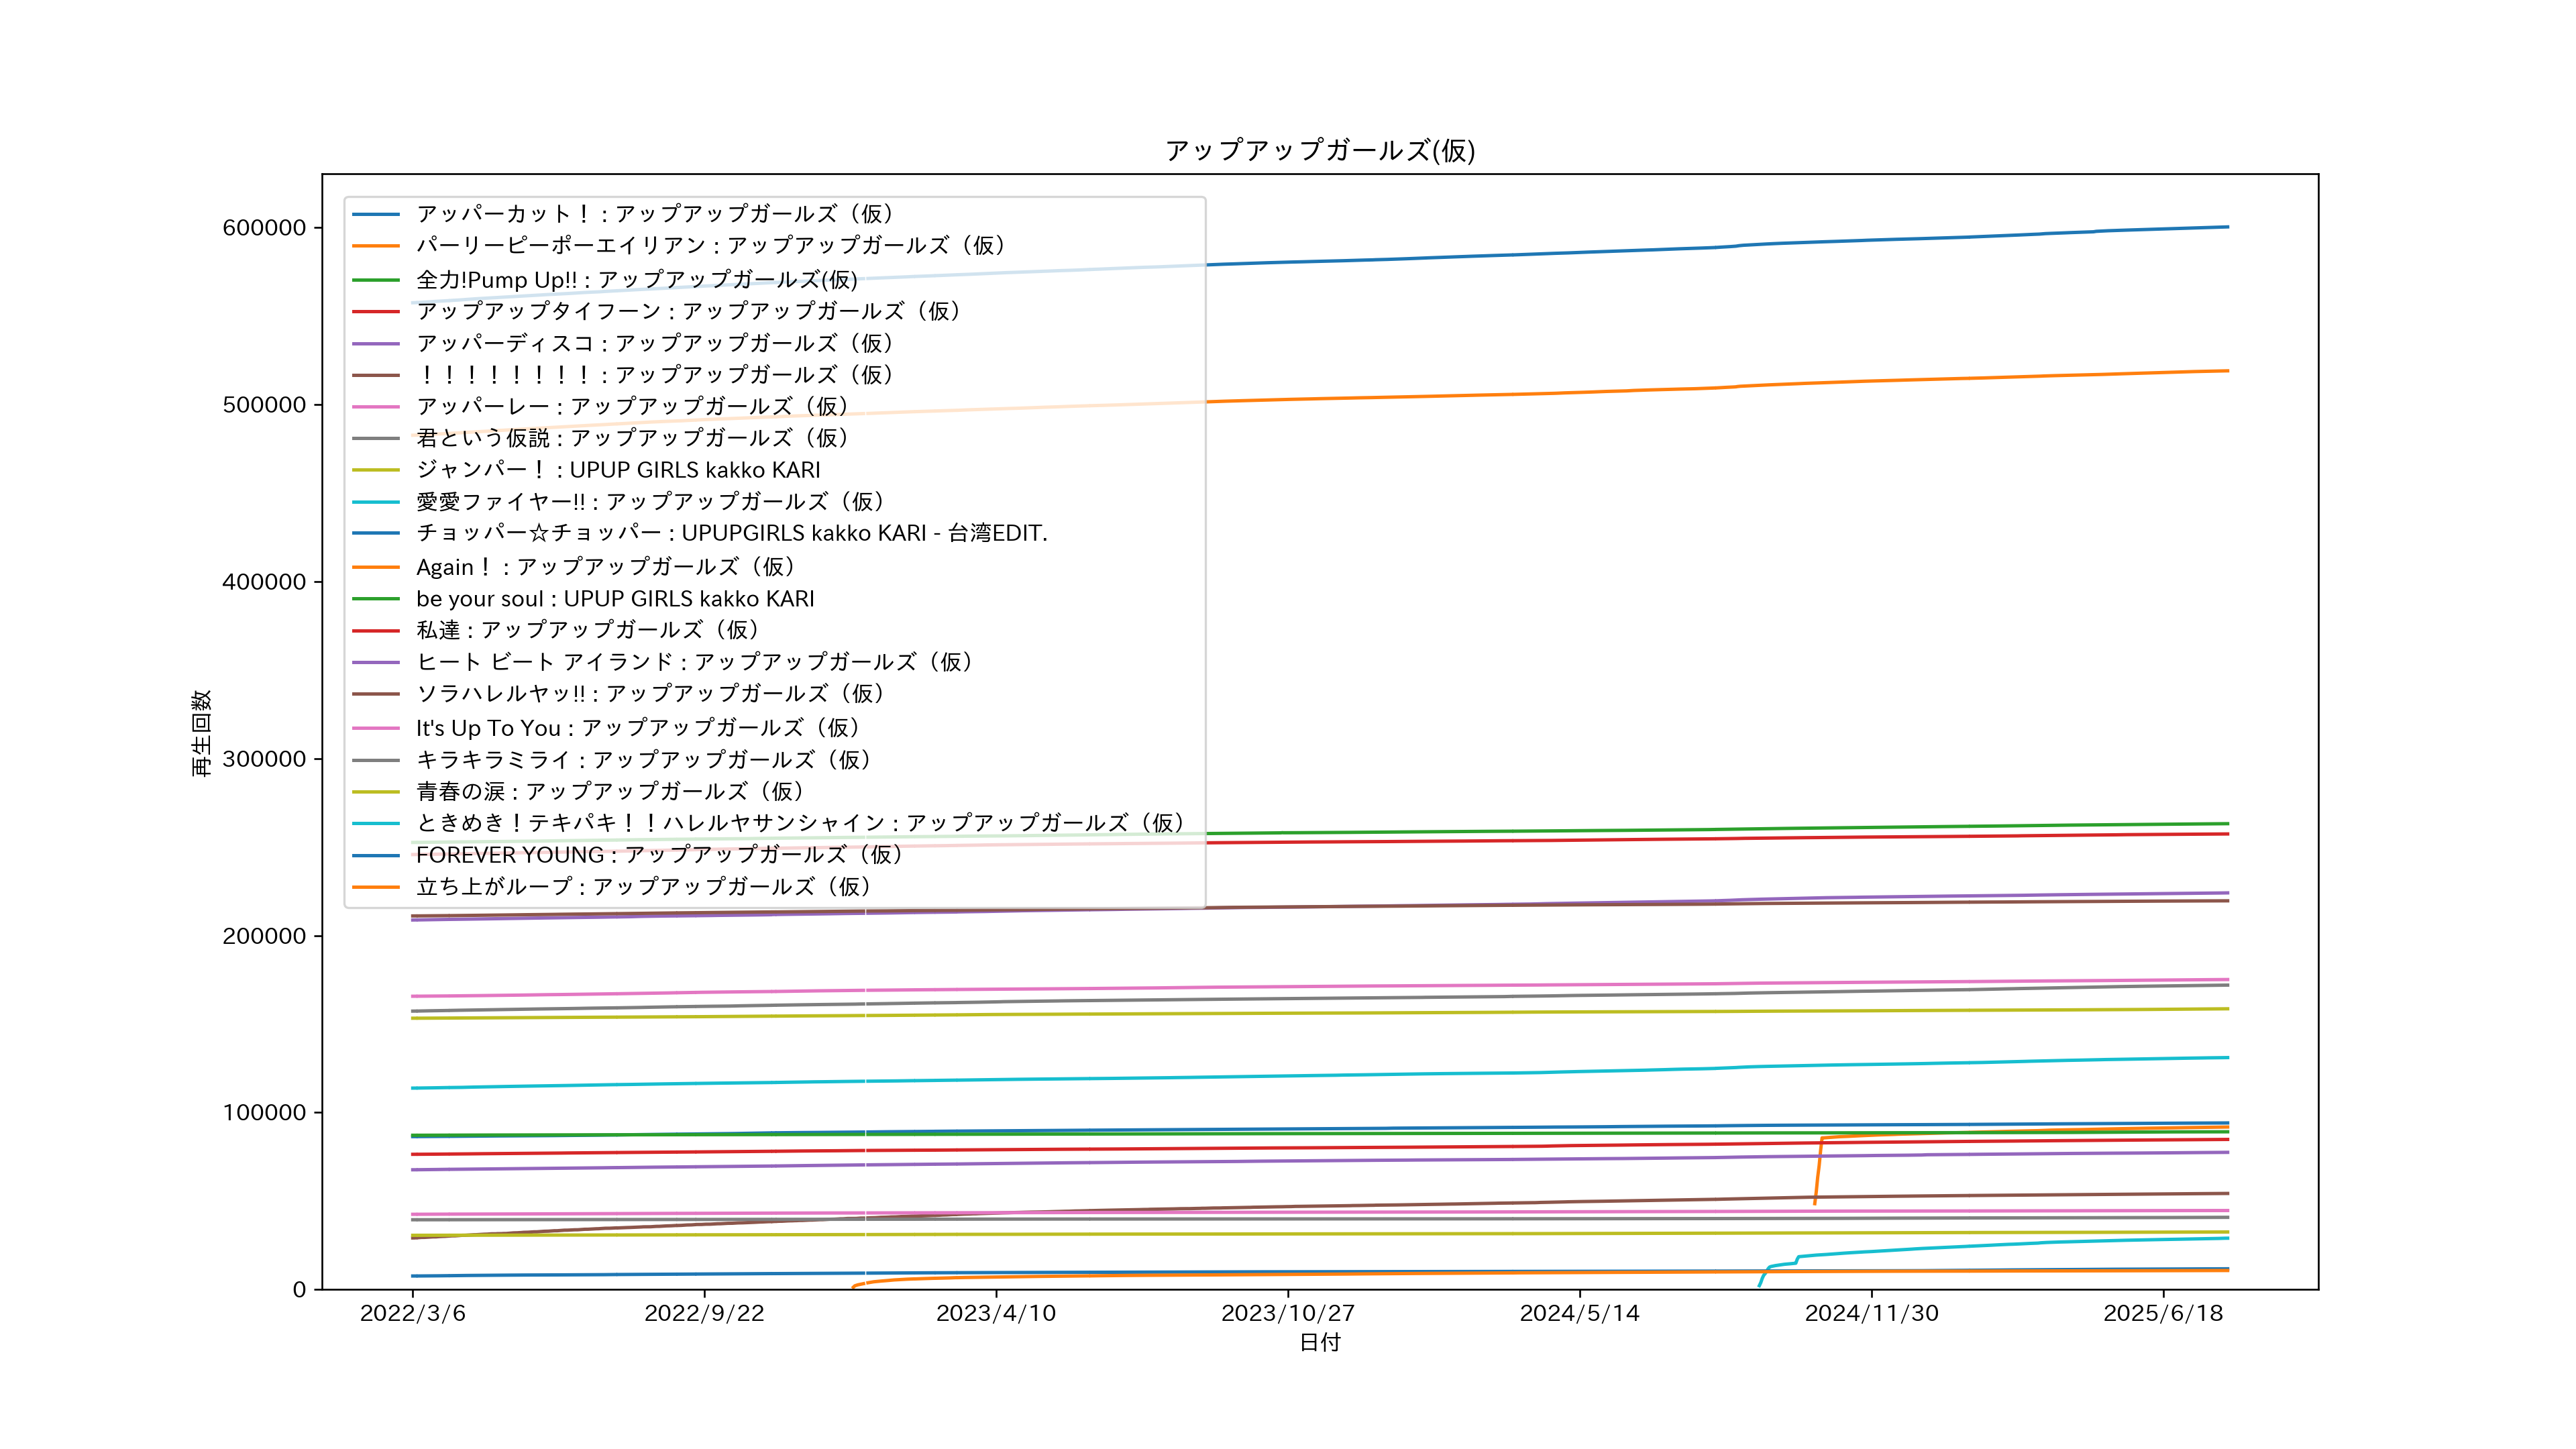 アップアップガールズ(仮)
アッパーカット！ : アップアップガールズ（仮）
パーリーピーポーエイリアン : アップアップガールズ（仮）
全力!Pump Up!! : アップアップガールズ(仮)
アップアップタイフーン : アップアップガールズ（仮）
アッパーディスコ : アップアップガールズ（仮）
！！！！！！！！ : アップアップガールズ（仮）
アッパーレー : アップアップガールズ（仮）
君という仮説 : アップアップガールズ（仮）
ジャンパー！ : UPUP GIRLS kakko KARI
愛愛ファイヤー!! : アップアップガールズ（仮）
チョッパー☆チョッパー : UPUPGIRLS kakko KARI - 台湾EDIT.
Again！ : アップアップガールズ（仮）
be your soul : UPUP GIRLS kakko KARI
私達 : アップアップガールズ（仮）
ヒート ビート アイランド : アップアップガールズ（仮）
ソラハレルヤッ!! : アップアップガールズ（仮）
It's Up To You : アップアップガールズ（仮）
キラキラミライ : アップアップガールズ（仮）
青春の涙 : アップアップガールズ（仮）
ときめき！テキパキ！！ハレルヤサンシャイン : アップアップガールズ（仮）
FOREVER YOUNG : アップアップガールズ（仮）
立ち上がループ : アップアップガールズ（仮）
再生回数
600000
500000
400000
300000
200000
100000
0
2022/3/6
2022/9/22
2023/4/10
2023/10/27
2024/5/14
2024/11/30
2025/6/18
日付